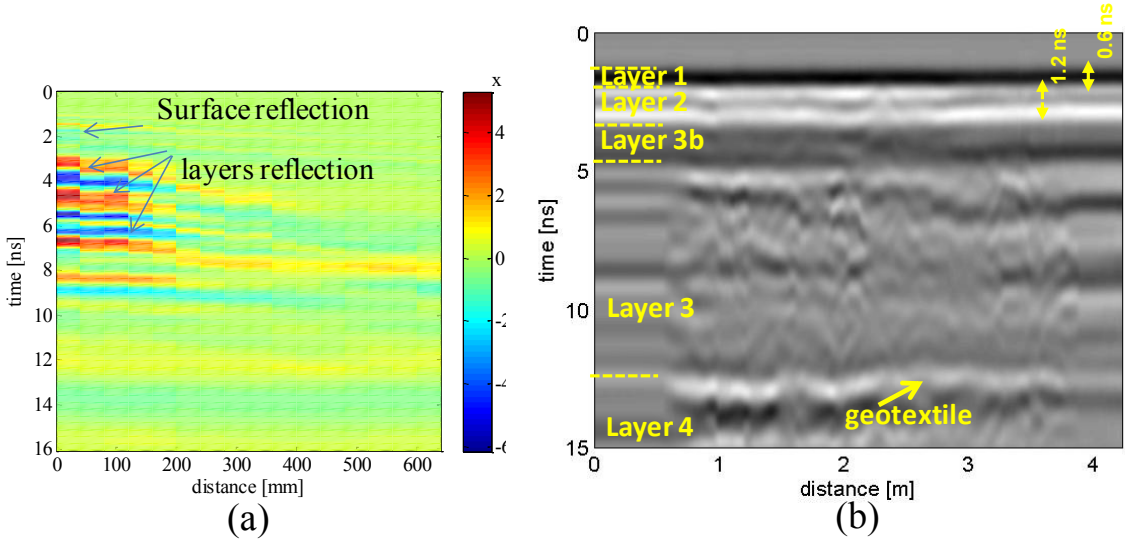 x
Surface reflection
layers reflection
0
2
4
6
8
10
12
14
16
time [ns]
0
100
200
300
400
500
600
distance [mm]
4
2
0
-2
-4
-6
(a)
0
5
10
15
time [ns]
Layer 1
Layer 2
Layer 3b
Layer 3
Layer 4
1.2 ns
0.6 ns
geotextile
0
1
2
3
4
distance [m]
(b)